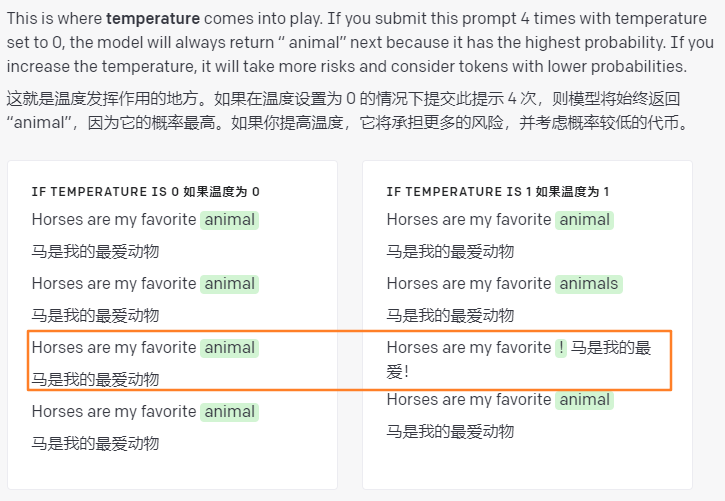 This is where temperature comes into play. If you submit this prompt 4 times with temperature
set to 0, the model will always return “ animal” next because it has the highest probability. If you
increase the temperature, it will take more risks and consider tokens with lower probabilities.
这就是温度发挥作用的地方。如果在温度设置为 0 的情况下提交此提示 4 次，则模型将始终返回
“animal”，因为它的概率最高。如果你提高温度，它将承担更多的风险，并考虑概率较低的代币。
IF TEMPERATURE IS 0 如果温度为 0
Horses are my favorite animal
马是我的最爱动物
Horses are my favorite animal
马是我的最爱动物
Horses are my favorite animal
马是我的最爱动物
Horses are my favorite animal
马是我的最爱动物
IF TEMPERATURE IS 1 如果温度为 1
Horses are my favorite animal
马是我的最爱动物
Horses are my favorite animals
马是我的最爱动物
Horses are my favorite ! 马是我的最
爱！
Horses are my favorite animal
马是我的最爱动物